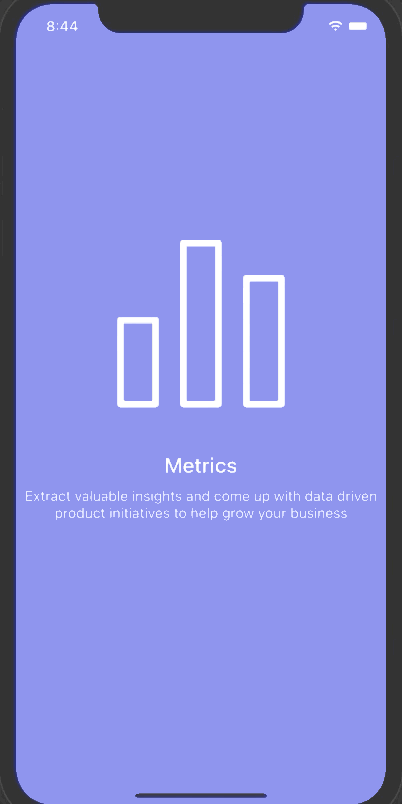 8:44
Metrics
Extract valuable insights and come up with data driven
product initiatives to help grow your business